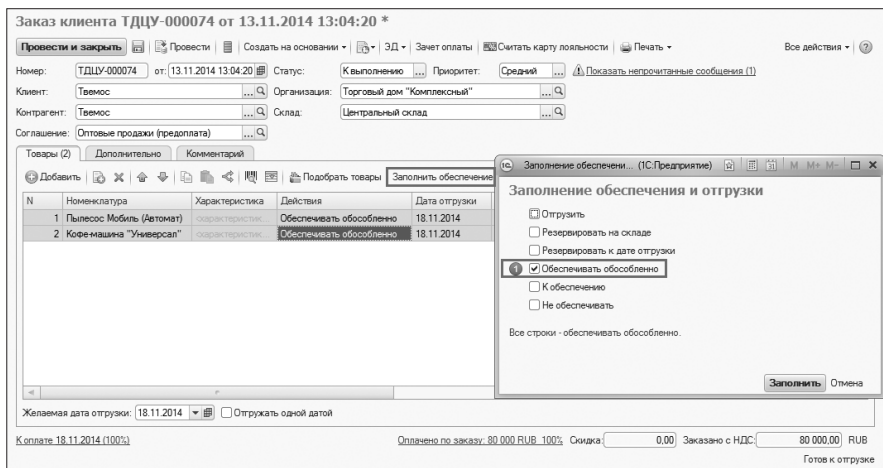 Заказ клиента ТДЦУ-000074 от 13.11.2014 13:04:20 *
Провести и закрыть Провести Создать на основании ЭД Зачет оплаты Считать карту лояльности Печать Все действия
Номер: ТДЦУ-000074 от: 13.11.2014 13:04:20 Статус: К выполнению ... Приоритет: Средний ... Показать непрочитанные сообщения (1)
Клиент: Твемос ... Организация: Торговый дом "Комплексный" ...
Контрагент: Твемос ... Склад: Центральный склад ...
Соглашение: Оптовые продажи (предоплата) ...
Товары (2) Дополнительно Комментарий
Добавить Подобрать товары Заполнить обеспечение
N Номенклатура Характеристика Действия Дата отгрузки
1 Пылесос Мобиль (Автомат) <характеристик... Обеспечивать обособленно 18.11.2014
2 Кофе-машина "Универсал" <характеристик... Обеспечивать обособленно 18.11.2014
Заполнение обеспечени... (1С:Предприятие) M M+ M-
Заполнение обеспечения и отгрузки
Отгрузить
Резервировать на складе
Резервировать к дате отгрузки
1 Обеспечивать обособленно
К обеспечению
Не обеспечивать
Все строки - обеспечивать обособленно.
Заполнить Отмена
Желаемая дата отгрузки: 18.11.2014 Отгружать одной датой
К оплате 18.11.2014 (100%) Оплачено по заказу: 80 000 RUB 100% Скидка: 0,00 Заказано с НДС: 80 000,00 RUB
Готов к отгрузке